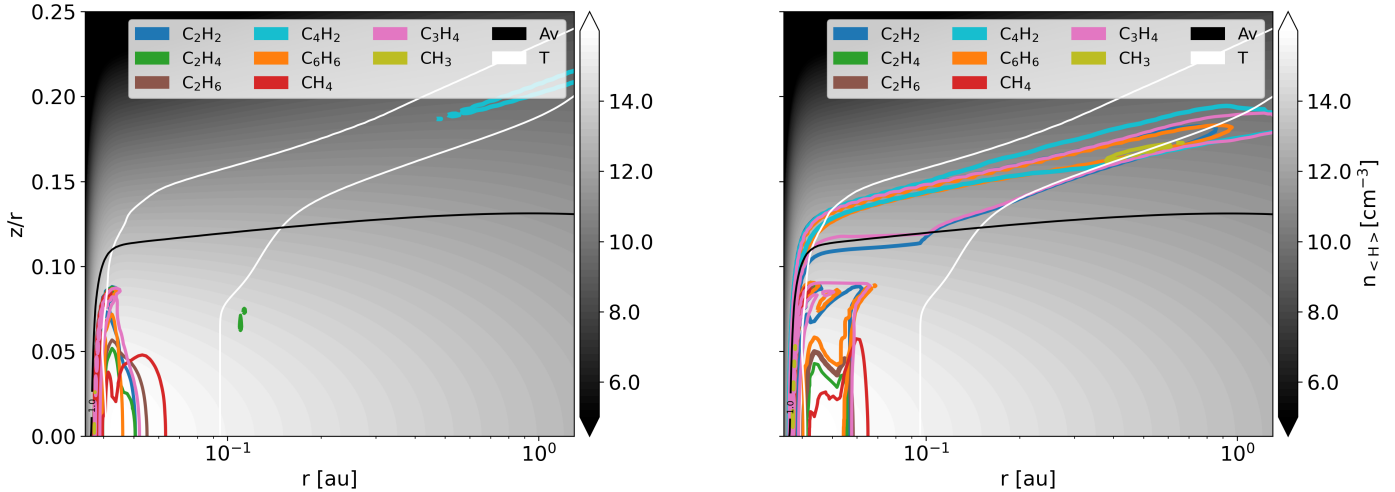 0.25
0.20
0.15
0.10
0.05
0.00
z/r
C₂H₂ C₄H₂ C₃H₄ Av
C₂H₄ C₆H₆ CH₃ T
C₂H₆ CH₄
1.0
10⁻¹ 10⁰
r [au]
14.0
12.0
10.0
8.0
6.0
C₂H₂ C₄H₂ C₃H₄ Av
C₂H₄ C₆H₆ CH₃ T
C₂H₆ CH₄
1.0
10⁻¹ 10⁰
r [au]
14.0
12.0
10.0
8.0
6.0
n<H> [cm⁻³]